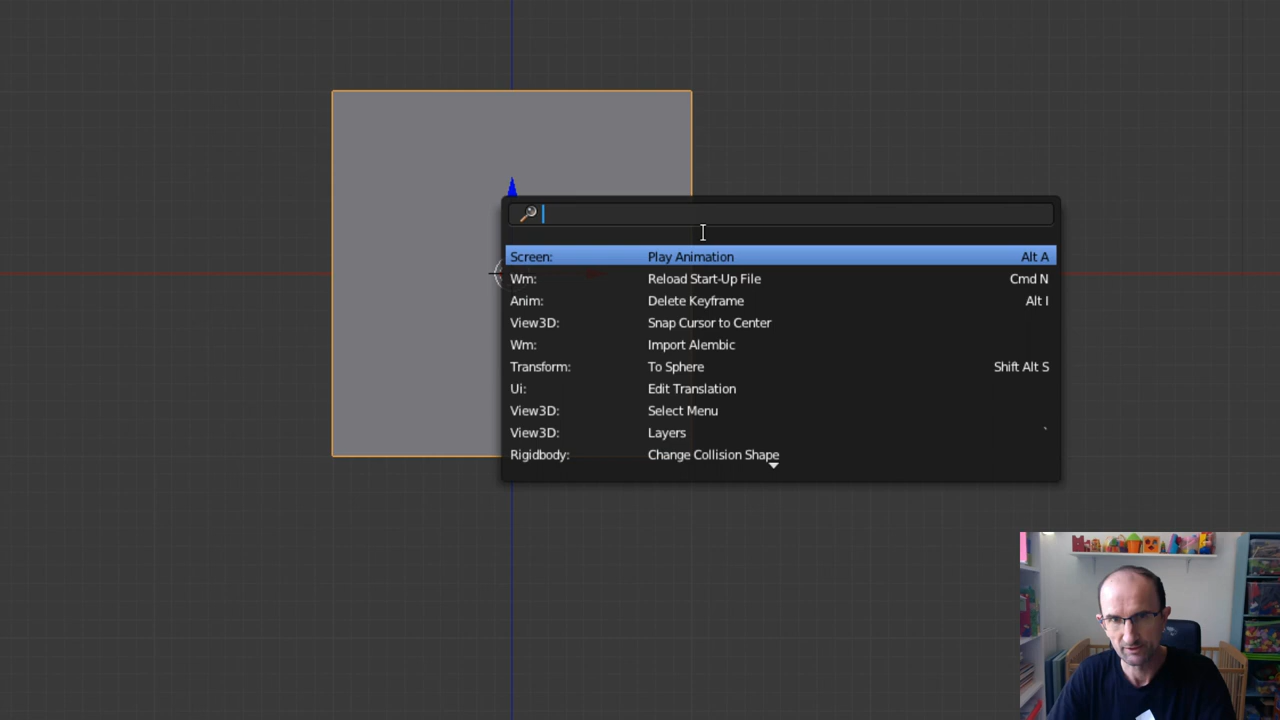 Screen: Play Animation Alt A
Wm: Reload Start-Up File Cmd N
Anim: Delete Keyframe Alt I
View3D: Snap Cursor to Center
Wm: Import Alembic
Transform: To Sphere Shift Alt S
Ui: Edit Translation
View3D: Select Menu
View3D: Layers `
Rigidbody: Change Collision Shape